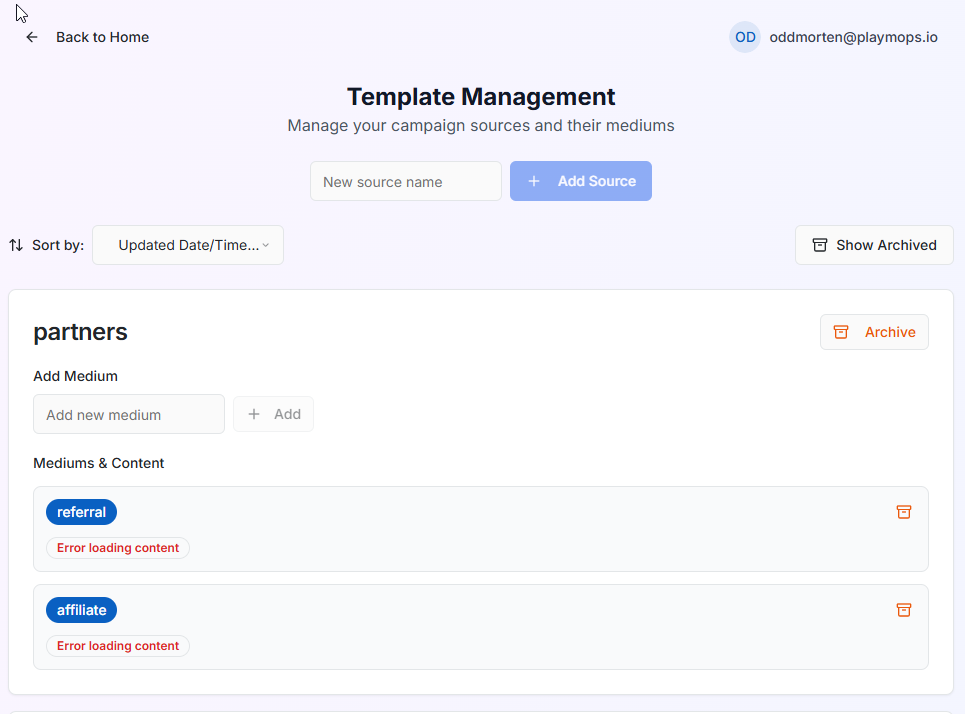 Back to Home
OD oddmorten@playmops.io
Template Management
Manage your campaign sources and their mediums
New source name
Add Source
Sort by: Updated Date/Time...
Show Archived
partners
Archive
Add Medium
Add new medium
Add
Mediums & Content
referral
Error loading content
affiliate
Error loading content